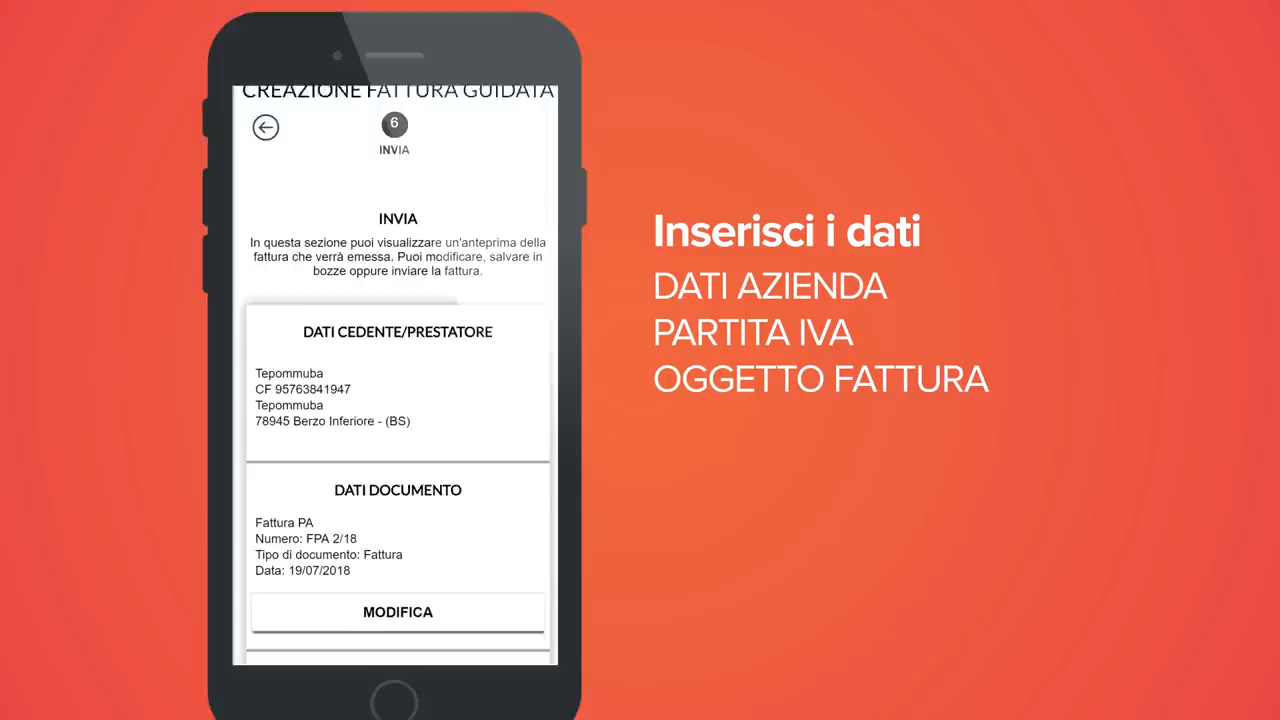 CREAZIONE FATTURA GUIDATA
6
INVIA
INVIA
In questa sezione puoi visualizzare un'anteprima della
fattura che verrà emessa. Puoi modificare, salvare in
bozze oppure inviare la fattura.
DATI CEDENTE/PRESTATORE
Tepommuba
CF 95763841947
Tepommuba
78945 Berzo Inferiore - (BS)
DATI DOCUMENTO
Fattura PA
Numero: FPA 2/18
Tipo di documento: Fattura
Data: 19/07/2018
MODIFICA
Inserisci i dati
DATI AZIENDA
PARTITA IVA
OGGETTO FATTURA